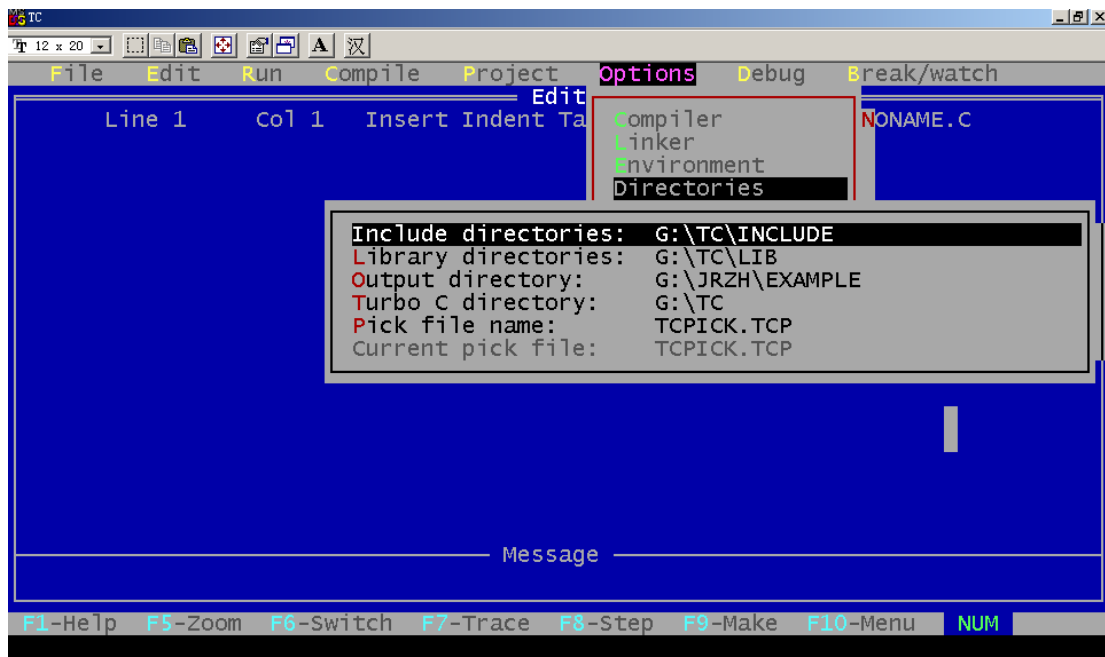 TC
12 x 20 A 汉
File Edit Run Compile Project Options Debug Break/watch
Edit
Line 1 Col 1 Insert Indent Ta NONAME.C
Compiler
Linker
Environment
Directories
Include directories: G:\TC\INCLUDE
Library directories: G:\TC\LIB
Output directory: G:\JRZH\EXAMPLE
Turbo C directory: G:\TC
Pick file name: TCPICK.TCP
Current pick file: TCPICK.TCP
Message
F1-Help F5-Zoom F6-Switch F7-Trace F8-Step F9-Make F10-Menu NUM